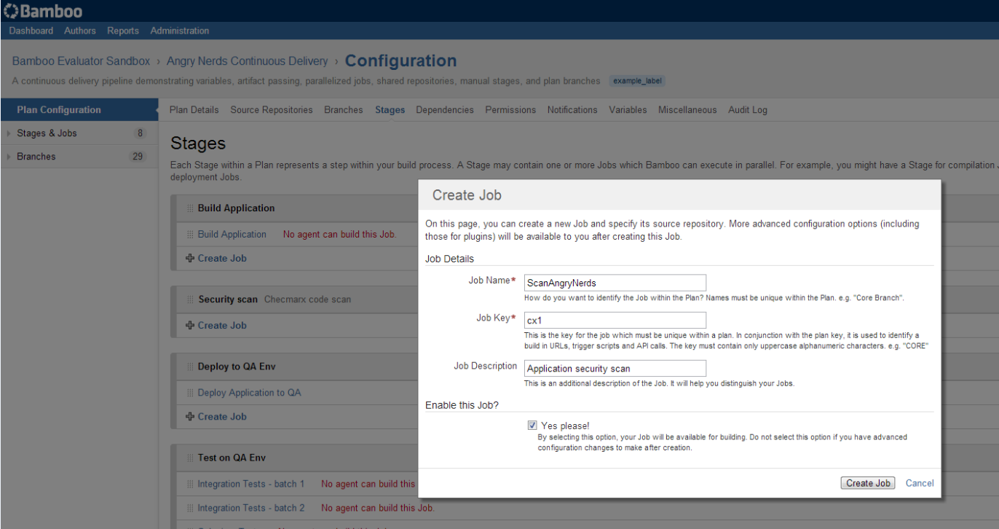 Bamboo
Dashboard Authors Reports Administration
Bamboo Evaluator Sandbox › Angry Nerds Continuous Delivery › Configuration
A continuous delivery pipeline demonstrating variables, artifact passing, parallelized jobs, shared repositories, manual stages, and plan branches example_label
Plan Configuration
Plan Details Source Repositories Branches Stages Dependencies Permissions Notifications Variables Miscellaneous Audit Log
Stages & Jobs 8
Branches 29
Stages
Each Stage within a Plan represents a step within your build process. A Stage may contain one or more Jobs which Bamboo can execute in parallel. For example, you might have a Stage for compilation
deployment Jobs.
Build Application
Build Application No agent can build this Job.
Create Job
Security scan Checmarx code scan
Create Job
Deploy to QA Env
Deploy Application to QA
Create Job
Test on QA Env
Integration Tests - batch 1 No agent can build this
Integration Tests - batch 2 No agent can build this Job.
Create Job
On this page, you can create a new Job and specify its source repository. More advanced configuration options (including
those for plugins) will be available to you after creating this Job.
Job Details
Job Name* ScanAngryNerds
How do you want to identify the Job within the Plan? Names must be unique within the Plan. e.g. "Core Branch".
Job Key* cx1
This is the key for the job which must be unique within a plan. In conjunction with the plan key, it is used to identify a
build in URLs, trigger scripts and API calls. The key must contain only uppercase alphanumeric characters. e.g. "CORE"
Job Description Application security scan
This is an additional description of the Job. It will help you distinguish your Jobs.
Enable this Job?
Yes please!
By selecting this option, your Job will be available for building. Do not select this option if you have advanced
configuration changes to make after creation.
Create Job Cancel